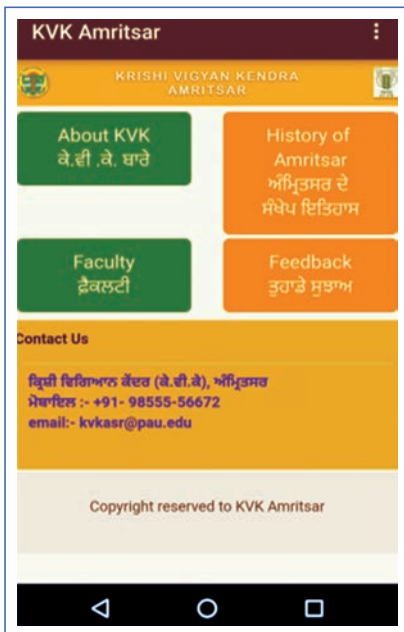 KVK Amritsar
KRISHI VIGYAN KENDRA
AMRITSAR
About KVK
ਕੇ.ਵੀ .ਕੇ. ਬਾਰੇ
History of
Amritsar
ਅੰਮ੍ਰਿਤਸਰ ਦੇ
ਸੰਖੇਪ ਇਤਿਹਾਸ
Faculty
ਫ਼ੈਕਲਟੀ
Feedback
ਤੁਹਾਡੇ ਸੁਝਾਅ
Contact Us
ਕ੍ਰਿਸ਼ੀ ਵਿਗਿਆਨ ਕੇਂਦਰ (ਕੇ.ਵੀ.ਕੇ), ਅੰਮ੍ਰਿਤਸਰ
ਮੋਬਾਇਲ :- +91- 98555-56672
email:- kvkasr@pau.edu
Copyright reserved to KVK Amritsar